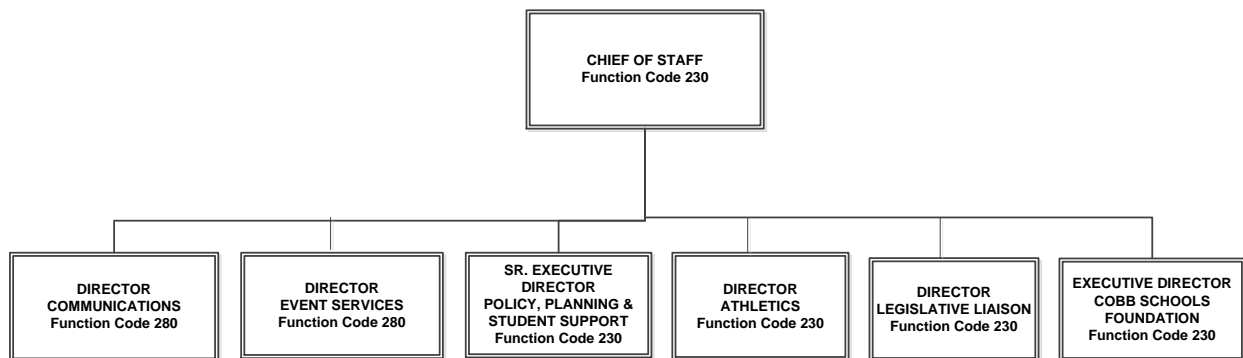 CHIEF OF STAFF
Function Code 230
DIRECTOR
COMMUNICATIONS
Function Code 280
DIRECTOR
EVENT SERVICES
Function Code 280
SR. EXECUTIVE
DIRECTOR
POLICY, PLANNING &
STUDENT SUPPORT
Function Code 230
DIRECTOR
ATHLETICS
Function Code 230
DIRECTOR
LEGISLATIVE LIAISON
Function Code 230
EXECUTIVE DIRECTOR
COBB SCHOOLS
FOUNDATION
Function Code 230